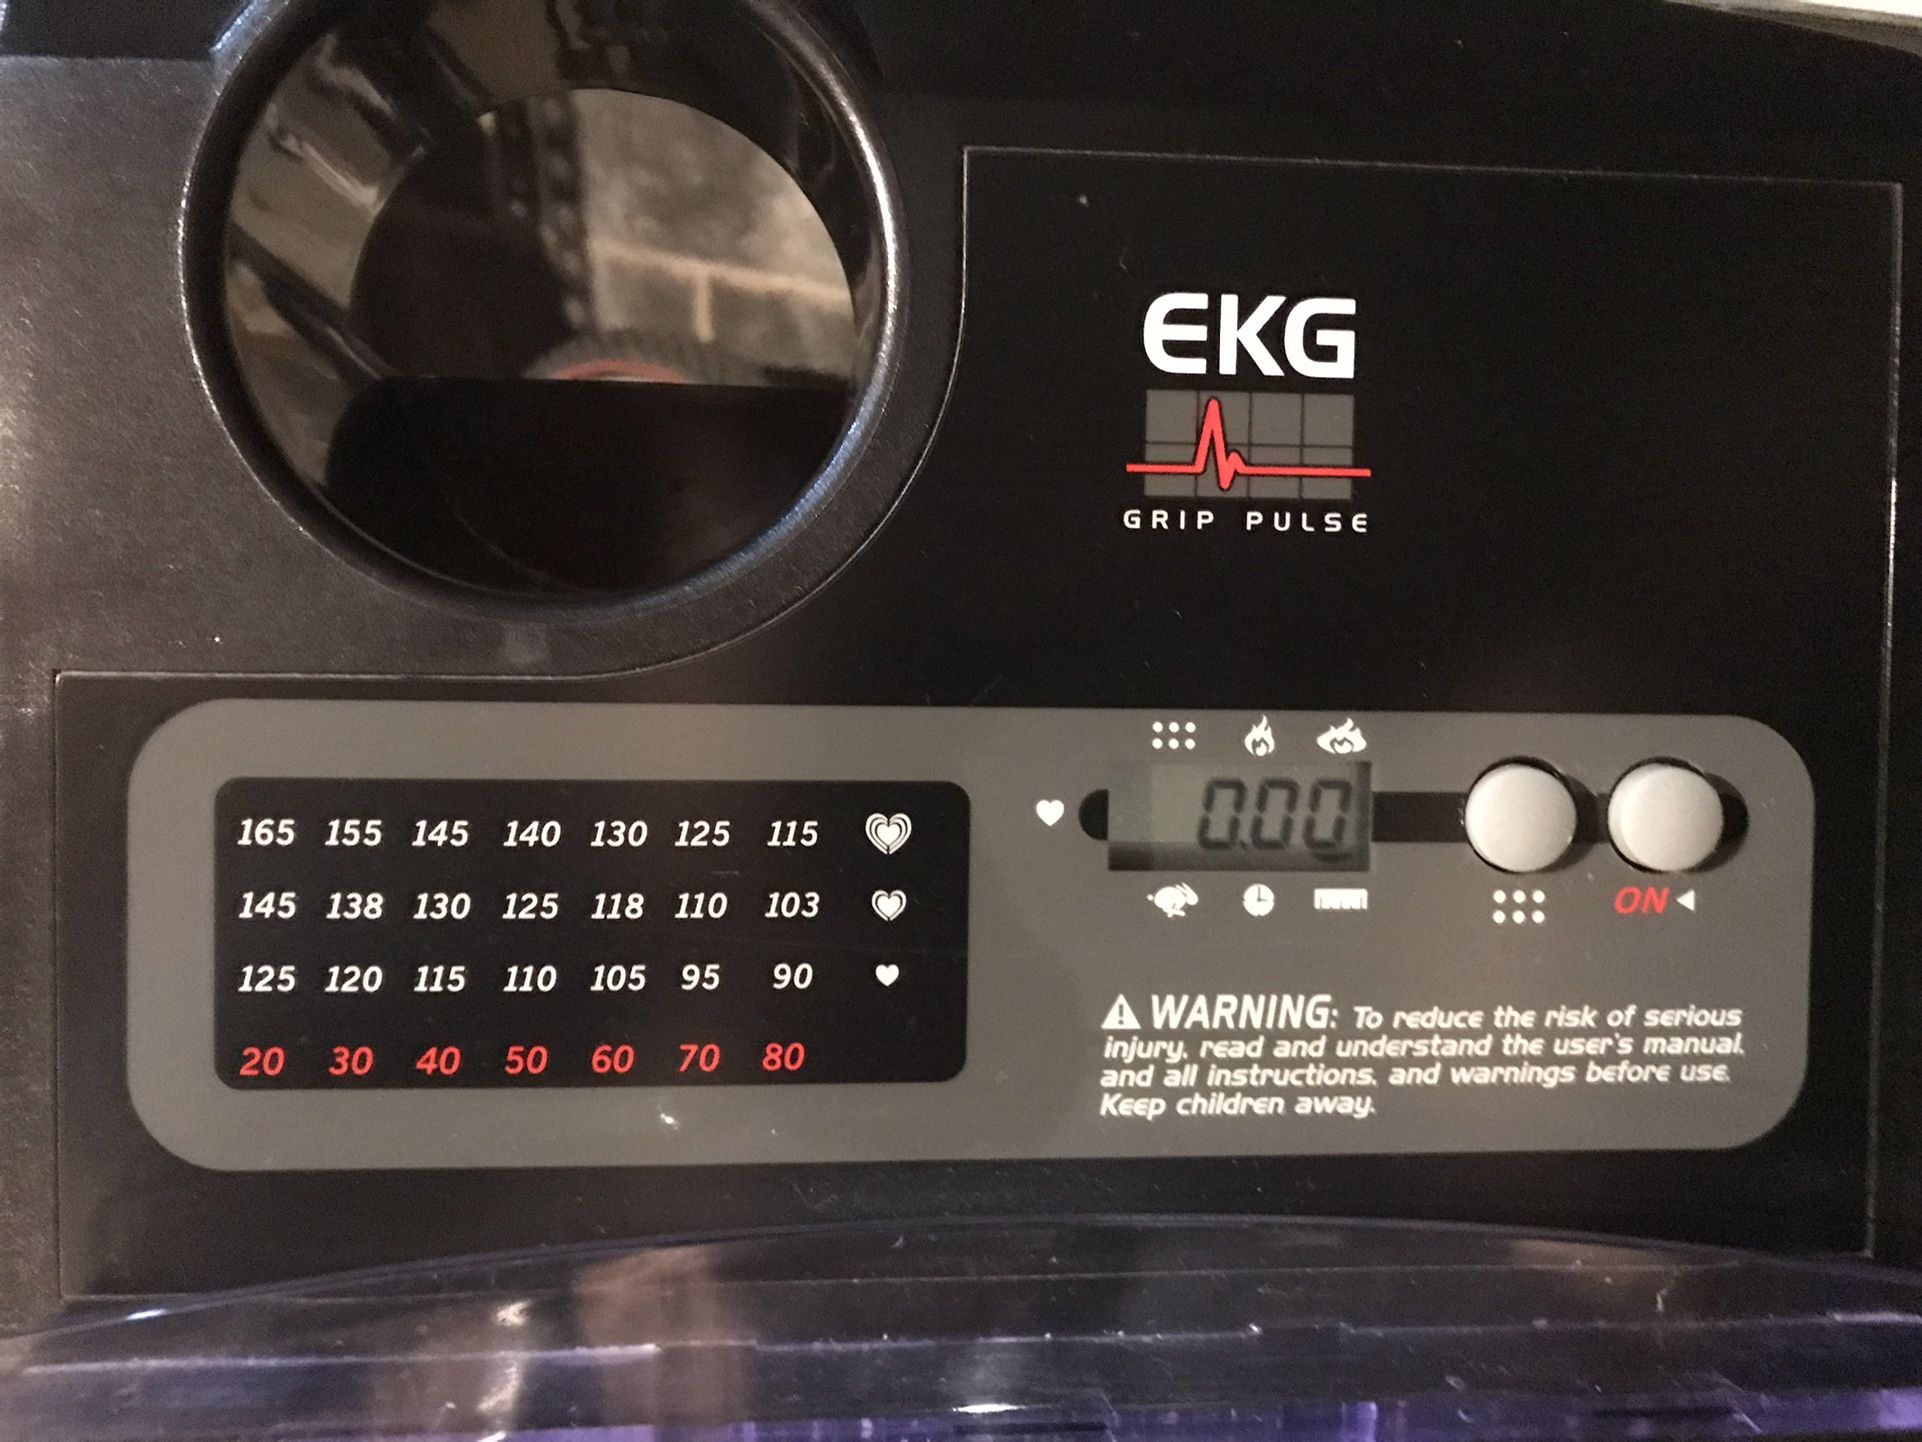 EKG
GRIP PULSE
0.00
165 155 145 140 130 125 115
145 138 130 125 118 110 103
125 120 115 110 105 95 90
20 30 40 50 60 70 80
ON
WARNING: To reduce the risk of serious
injury, read and understand the user's manual,
and all instructions, and warnings before use.
Keep children away.